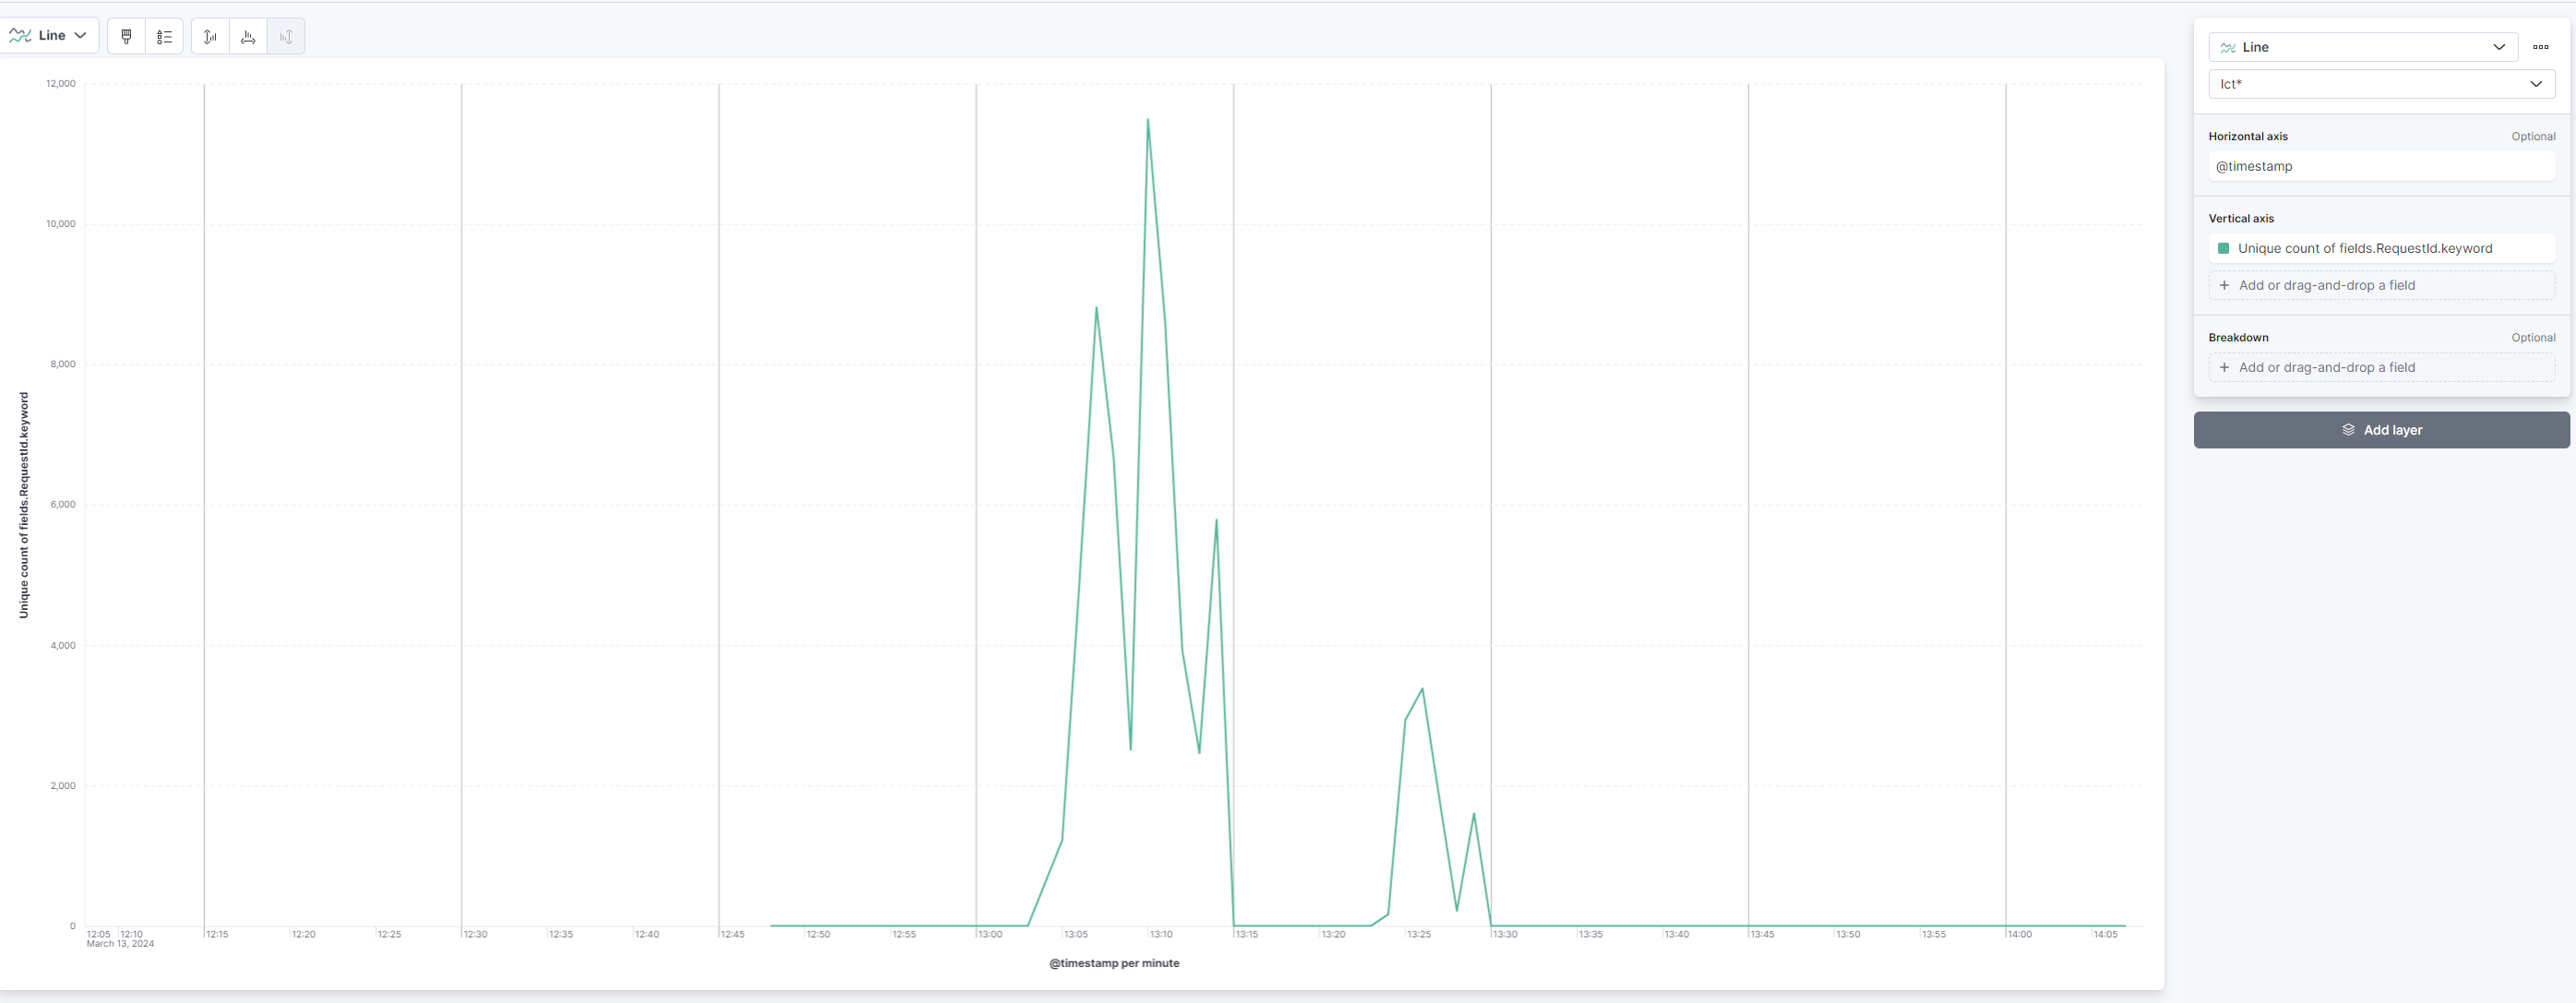 Line
12,000
10,000
8,000
6,000
4,000
2,000
0
Unique count of fields.RequestId.keyword
12:05 12:10 12:15 12:20 12:25 12:30 12:35 12:40 12:45 12:50 12:55 13:00 13:05 13:10 13:15 13:20 13:25 13:30 13:35 13:40 13:45 13:50 13:55 14:00 14:05
March 13, 2024
@timestamp per minute
Line
lct*
Horizontal axis Optional
@timestamp
Vertical axis
Unique count of fields.RequestId.keyword
+ Add or drag-and-drop a field
Breakdown Optional
+ Add or drag-and-drop a field
Add layer